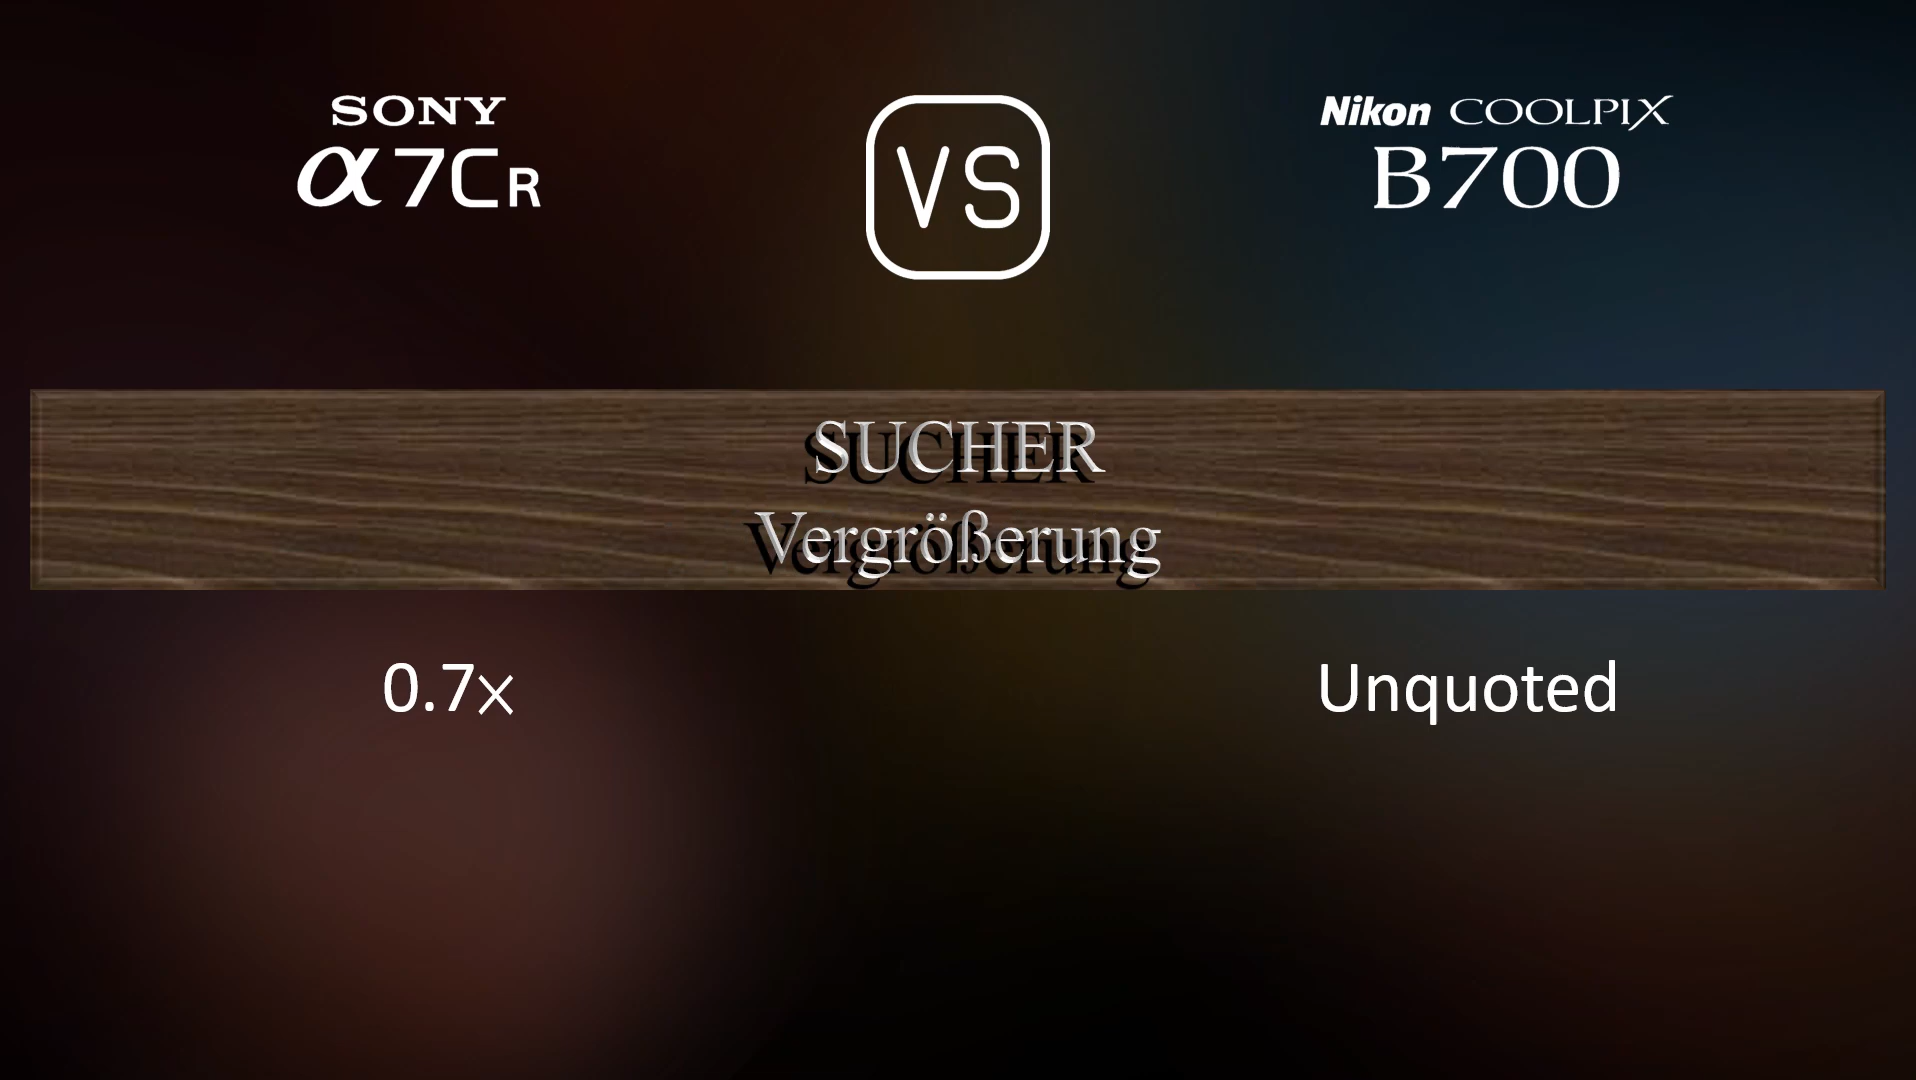 SONY
α7CR
VS
Nikon COOLPIX
B700
SUCHER
Vergrößerung
0.7x
Unquoted